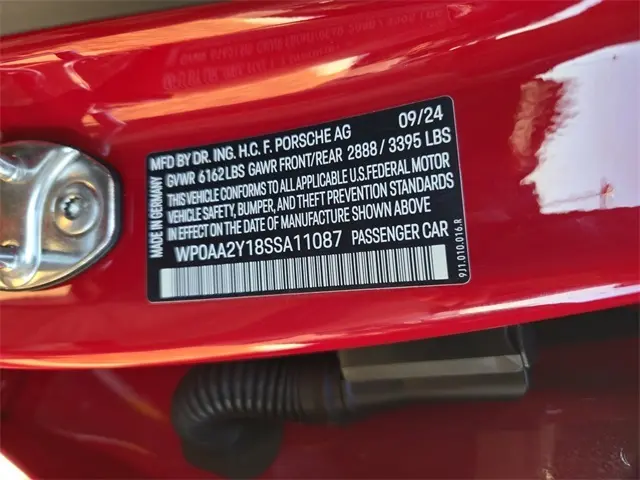 MFD BY DR. ING. H.C. F. PORSCHE AG 09/24
GVWR 6162LBS GAWR FRONT/REAR 2888/ 3395 LBS
THIS VEHICLE CONFORMS TO ALL APPLICABLE U.S.FEDERAL MOTOR
VEHICLE SAFETY, BUMPER, AND THEFT PREVENTION STANDARDS
IN EFFECT ON THE DATE OF MANUFACTURE SHOWN ABOVE
WP0AA2Y18SSA11087 PASSENGER CAR
MADE IN GERMANY
9J1.010.016.R